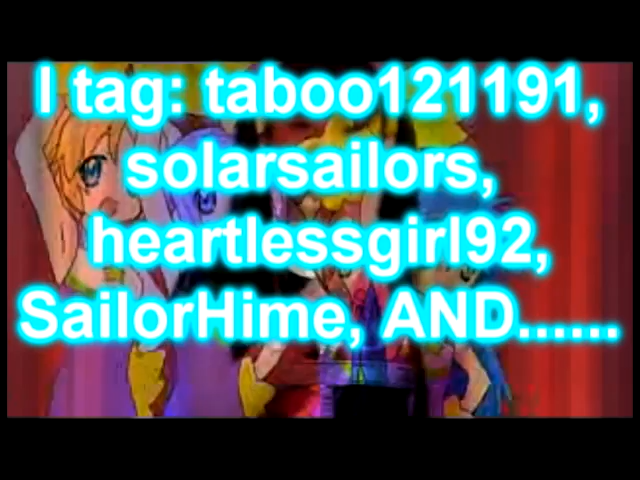 I tag: taboo121191,
solarsailors,
heartlessgirl92,
SailorHime, AND......